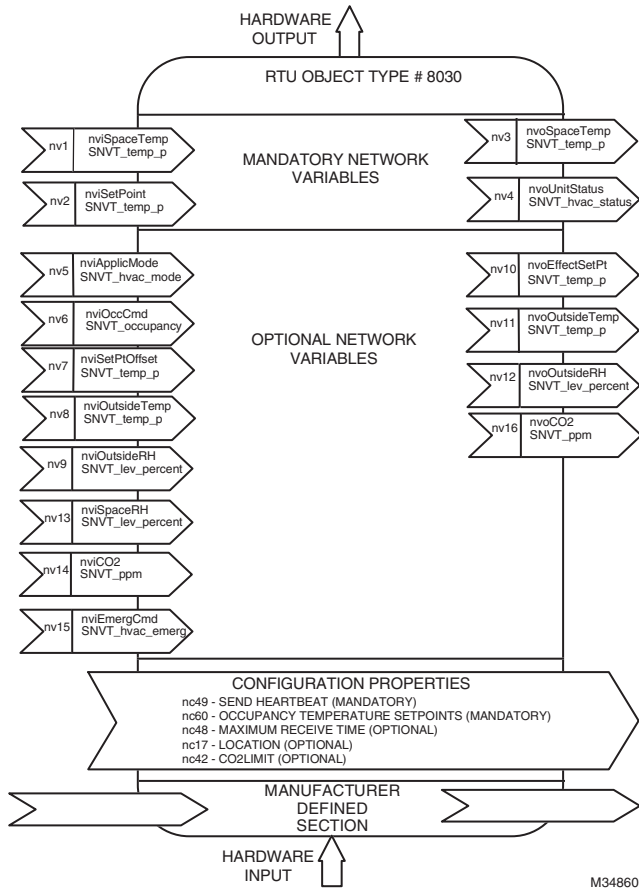 HARDWARE
OUTPUT
RTU OBJECT TYPE # 8030
nv1
nviSpaceTemp
SNVT_temp_p
nv2
nviSetPoint
SNVT_temp_p
MANDATORY NETWORK
VARIABLES
nv3
nvoSpaceTemp
SNVT_temp_p
nv4
nvoUnitStatus
SNVT_hvac_status
nv5
nviApplicMode
SNVT_hvac_mode
nv6
nviOccCmd
SNVT_occupancy
nv7
nviSetPtOffset
SNVT_temp_p
nv8
nviOutsideTemp
SNVT_temp_p
nv9
nviOutsideRH
SNVT_lev_percent
nv13
nviSpaceRH
SNVT_lev_percent
nv14
nviCO2
SNVT_ppm
nv15
nviEmergCmd
SNVT_hvac_emerg
OPTIONAL NETWORK
VARIABLES
nv10
nvoEffectSetPt
SNVT_temp_p
nv11
nvoOutsideTemp
SNVT_temp_p
nv12
nvoOutsideRH
SNVT_lev_percent
nv16
nvoCO2
SNVT_ppm
CONFIGURATION PROPERTIES
nc49 - SEND HEARTBEAT (MANDATORY)
nc60 - OCCUPANCY TEMPERATURE SETPOINTS (MANDATORY)
nc48 - MAXIMUM RECEIVE TIME (OPTIONAL)
nc17 - LOCATION (OPTIONAL)
nc42 - CO2LIMIT (OPTIONAL)
MANUFACTURER
DEFINED
SECTION
HARDWARE
INPUT
M34860